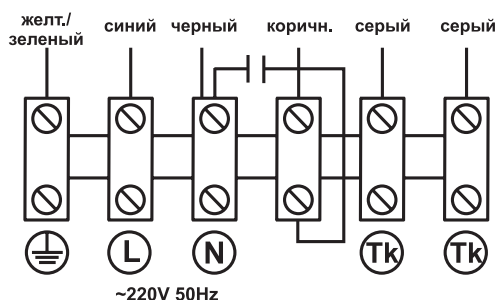 желт./
зеленый
синий
черный
коричн.
серый
серый
L
N
Tk
Tk
~220V 50Hz